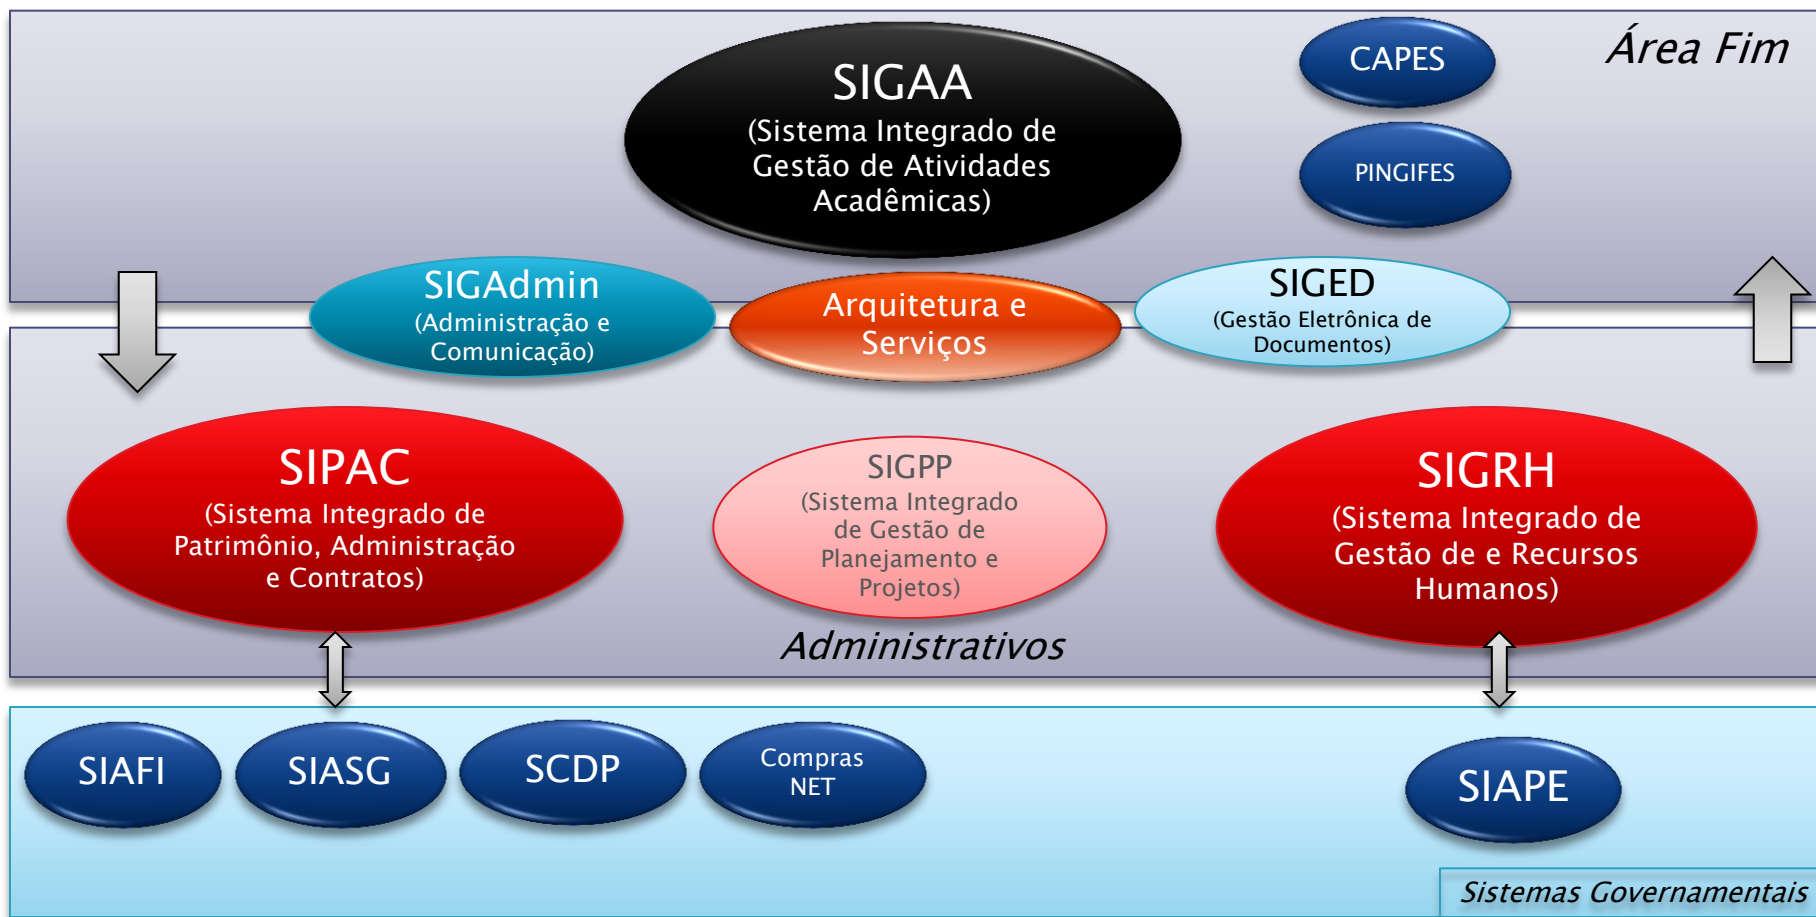 Área Fim
SIGAA
(Sistema Integrado de
Gestão de Atividades
Acadêmicas)
CAPES
PINGIFES
SIGAdmin
(Administração e
Comunicação)
Arquitetura e
Serviços
SIGED
(Gestão Eletrônica de
Documentos)
SIPAC
(Sistema Integrado de
Patrimônio, Administração
e Contratos)
SIGPP
(Sistema Integrado
de Gestão de
Planejamento e
Projetos)
SIGRH
(Sistema Integrado de
Gestão de e Recursos
Humanos)
Administrativos
SIAFI
SIASG
SCDP
Compras
NET
SIAPE
Sistemas Governamentais